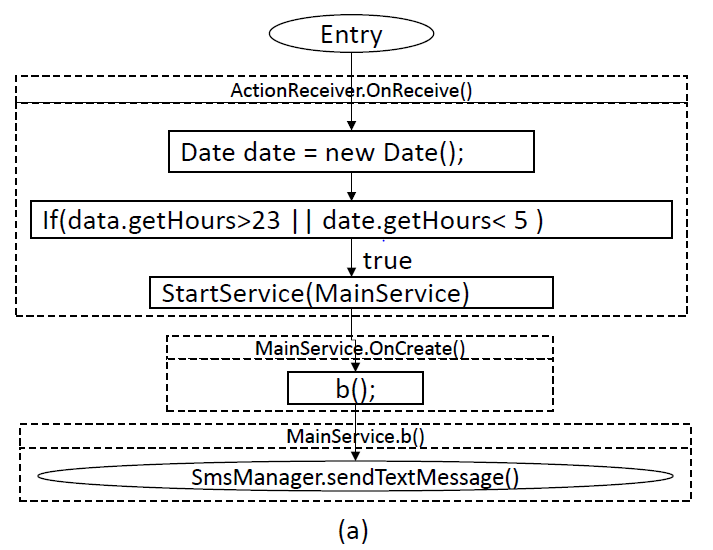 Entry
ActionReceiver.OnReceive()
Date date = new Date();
If(data.getHours>23 || date.getHours< 5 )
true
StartService(MainService)
MainService.OnCreate()
b();
MainService.b()
SmsManager.sendTextMessage()
(a)